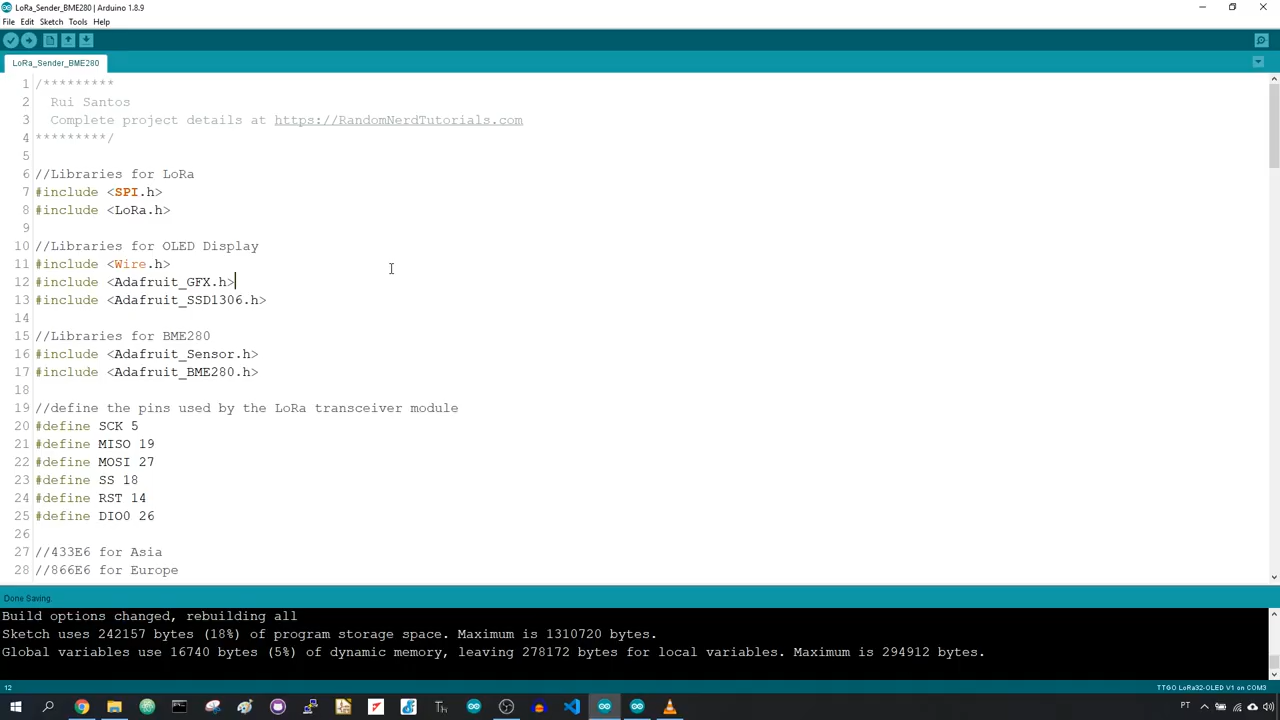 LoRa_Sender_BME280 | Arduino 1.8.9
File Edit Sketch Tools Help
LoRa_Sender_BME280
1 /*********
2 Rui Santos
3 Complete project details at https://RandomNerdTutorials.com
4 *********/
5
6 //Libraries for LoRa
7 #include <SPI.h>
8 #include <LoRa.h>
9
10 //Libraries for OLED Display
11 #include <Wire.h>
12 #include <Adafruit_GFX.h>
13 #include <Adafruit_SSD1306.h>
14
15 //Libraries for BME280
16 #include <Adafruit_Sensor.h>
17 #include <Adafruit_BME280.h>
18
19 //define the pins used by the LoRa transceiver module
20 #define SCK 5
21 #define MISO 19
22 #define MOSI 27
23 #define SS 18
24 #define RST 14
25 #define DIO0 26
26
27 //433E6 for Asia
28 //866E6 for Europe
Done Saving.
Build options changed, rebuilding all
Sketch uses 242157 bytes (18%) of program storage space. Maximum is 1310720 bytes.
Global variables use 16740 bytes (5%) of dynamic memory, leaving 278172 bytes for local variables. Maximum is 294912 bytes.
12 TTGO LoRa32-OLED V1 on COM3
Th PT